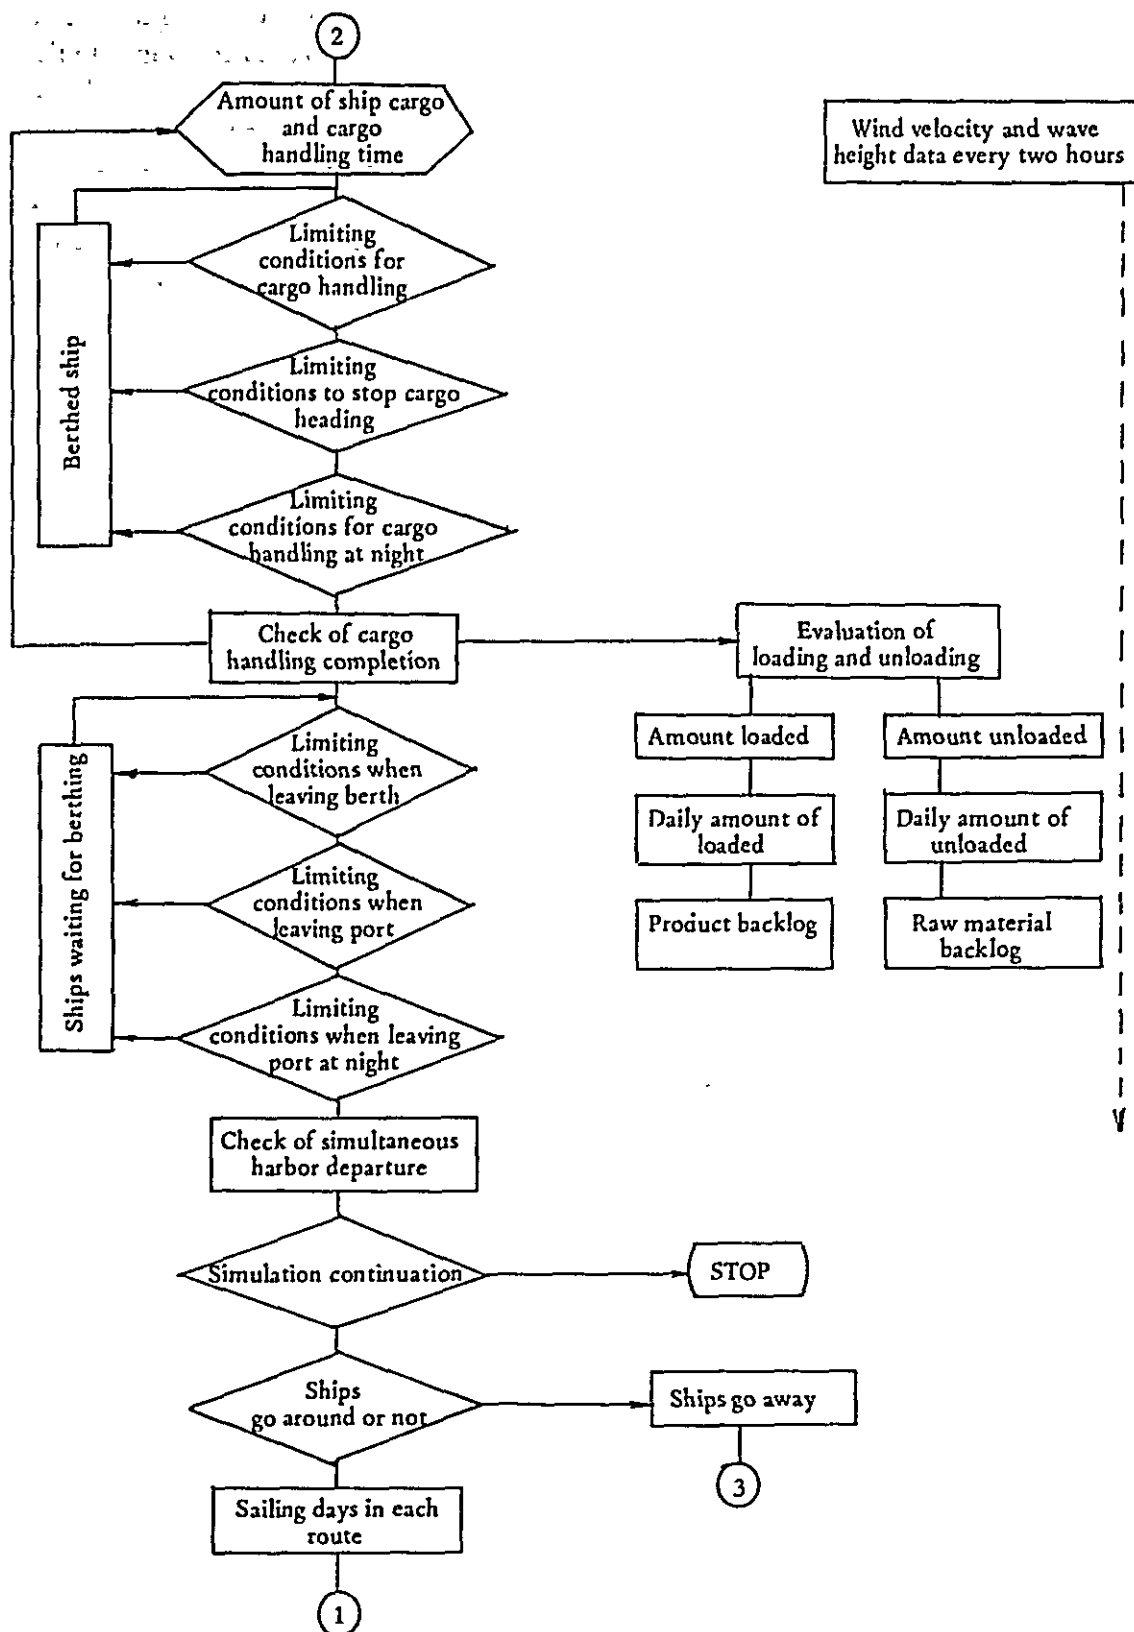 2
Amount of ship cargo
and cargo
handling time
Wind velocity and wave
height data every two hours
Limiting
conditions for
cargo handling
Limiting
conditions to stop cargo
heading
Berthed ship
Limiting
conditions for cargo
handling at night
Check of cargo
handling completion
Evaluation of
loading and unloading
Amount loaded
Amount unloaded
Daily amount of
loaded
Daily amount of
unloaded
Product backlog
Raw material
backlog
Limiting
conditions when
leaving berth
Limiting
conditions when
leaving port
Ships waiting for berthing
Limiting
conditions when leaving
port at night
Check of simultaneous
harbor departure
Simulation continuation
STOP
Ships
go around or not
Ships go away
3
Sailing days in each
route
1